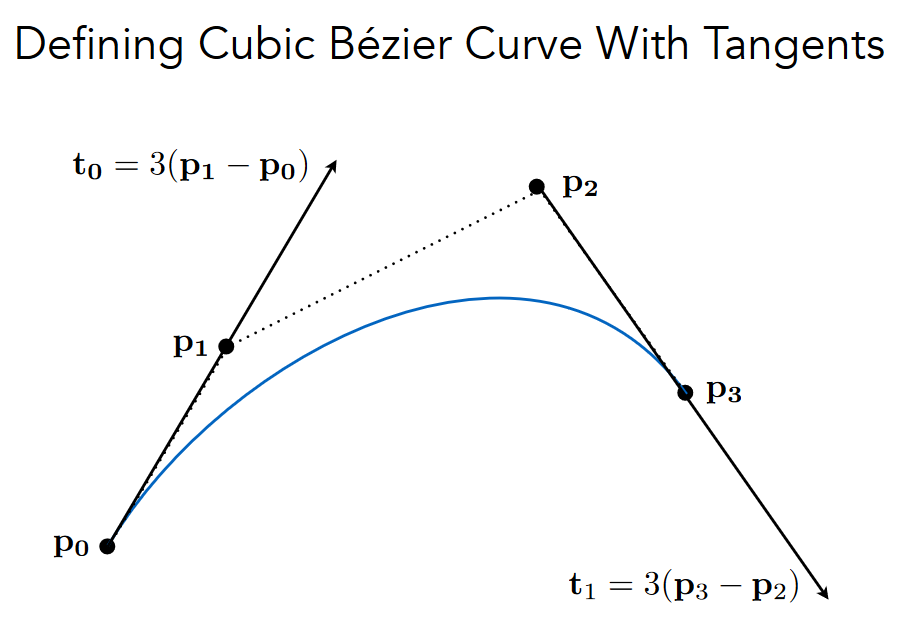 Defining Cubic Bézier Curve With Tangents
t₀ = 3(p₁ − p₀)
p₂
p₁
p₃
p₀
t₁ = 3(p₃ − p₂)